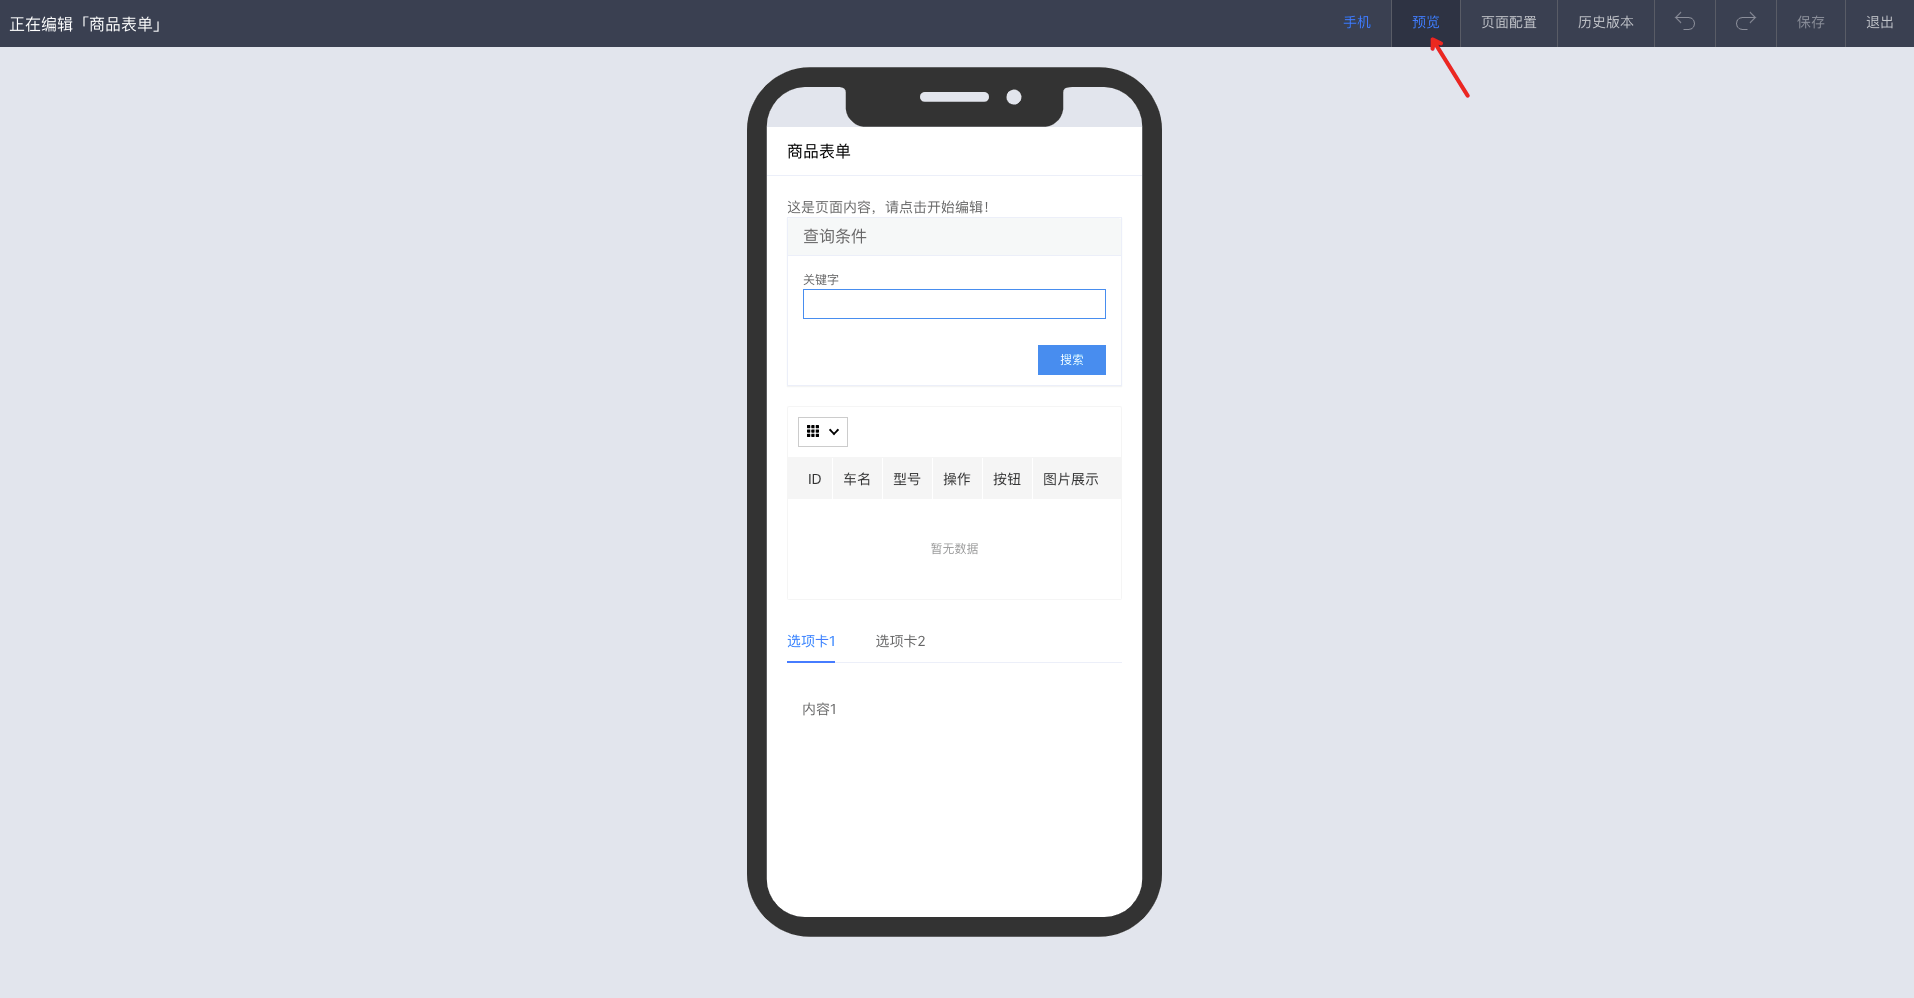 正在编辑「商品表单」
手机 预览 页面配置 历史版本 保存 退出
商品表单
这是页面内容，请点击开始编辑！
查询条件
关键字
搜索
ID 车名 型号 操作 按钮 图片展示
暂无数据
选项卡1 选项卡2
内容1